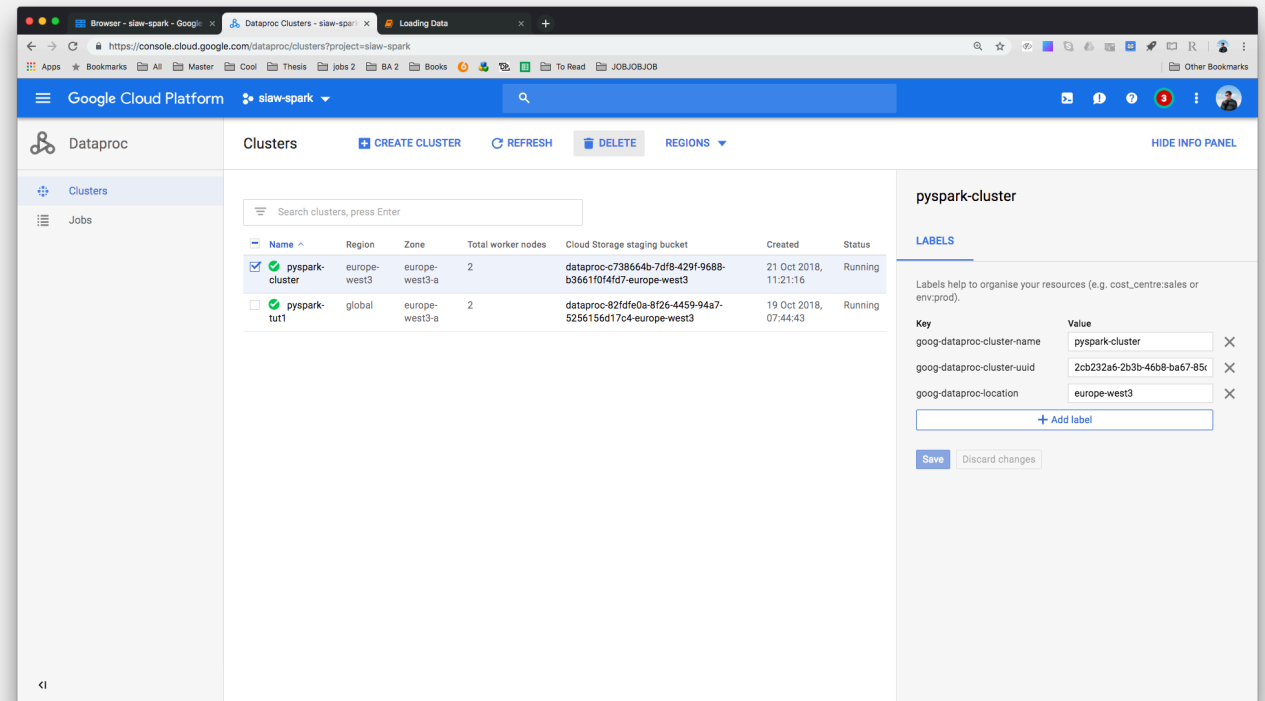 Browser - siaw-spark - Google
Dataproc Clusters - siaw-spark
Loading Data
https://console.cloud.google.com/dataproc/clusters?project=siaw-spark
Apps Bookmarks All Master Cool Thesis jobs 2 BA 2 Books To Read JOBJOBJOB Other Bookmarks
Google Cloud Platform siaw-spark 3
Dataproc
Clusters CREATE CLUSTER REFRESH DELETE REGIONS HIDE INFO PANEL
Clusters
Jobs
Search clusters, press Enter
Name Region Zone Total worker nodes Cloud Storage staging bucket Created Status
pyspark- europe- europe- 2 dataproc-c738664b-7df8-429f-9688- 21 Oct 2018, Running
cluster west3 west3-a b3661f0f4fd7-europe-west3 11:21:16
pyspark- global europe- 2 dataproc-82fdfe0a-8f26-4459-94a7- 19 Oct 2018, Running
tut1 west3-a 5256156d17c4-europe-west3 07:44:43
pyspark-cluster
LABELS
Labels help to organise your resources (e.g. cost_centre:sales or
env:prod).
Key Value
goog-dataproc-cluster-name pyspark-cluster
goog-dataproc-cluster-uuid 2cb232a6-2b3b-46b8-ba67-85c
goog-dataproc-location europe-west3
Add label
Save Discard changes